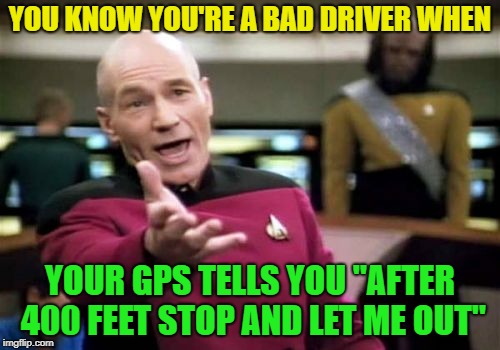 YOU KNOW YOU'RE A BAD DRIVER WHEN
YOUR GPS TELLS YOU "AFTER
400 FEET STOP AND LET ME OUT"
imgflip.com